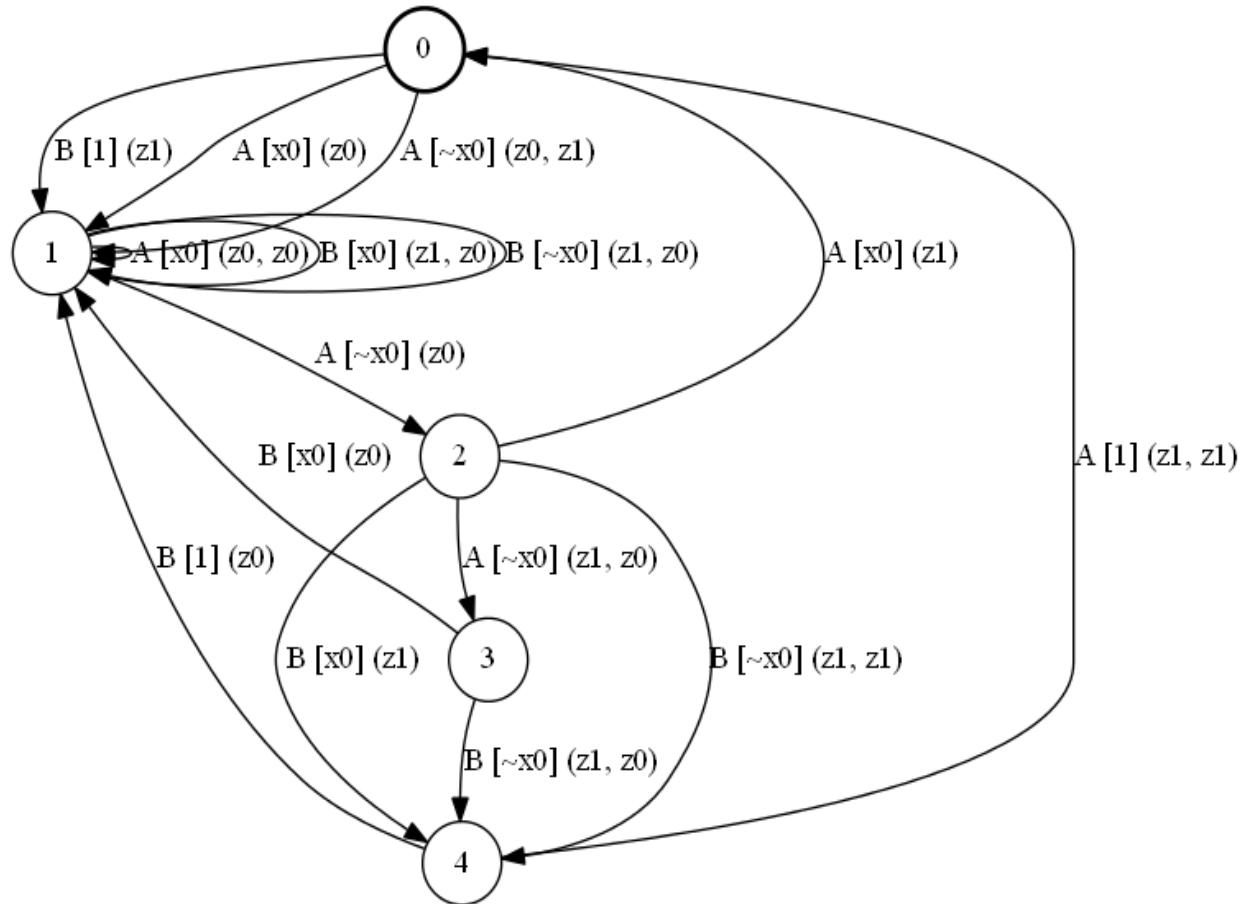 0
B [1] (z1)
A [x0] (z0)
A [~x0] (z0, z1)
1
A [x0] (z0, z0)
B [x0] (z1, z0)
B [~x0] (z1, z0)
A [x0] (z1)
A [~x0] (z0)
B [x0] (z0)
2
A [1] (z1, z1)
B [1] (z0)
A [~x0] (z1, z0)
B [x0] (z1)
3
B [~x0] (z1, z1)
B [~x0] (z1, z0)
4